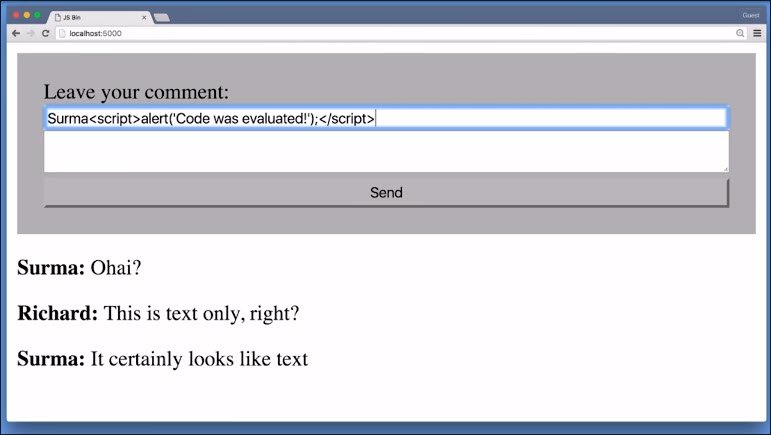 JS Bin
Guest
localhost:5000
Leave your comment:
Surma<script>alert('Code was evaluated!');</script>
Send
Surma: Ohai?
Richard: This is text only, right?
Surma: It certainly looks like text